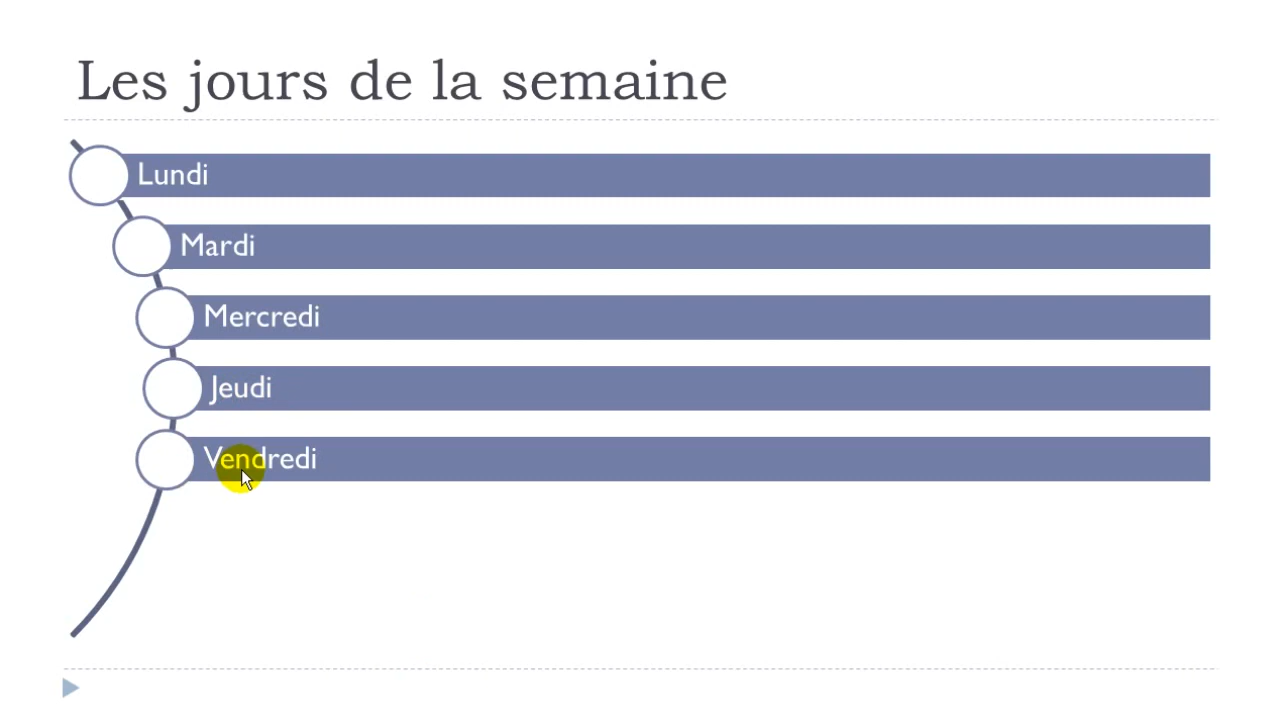 Les jours de la semaine
Lundi
Mardi
Mercredi
Jeudi
Vendredi